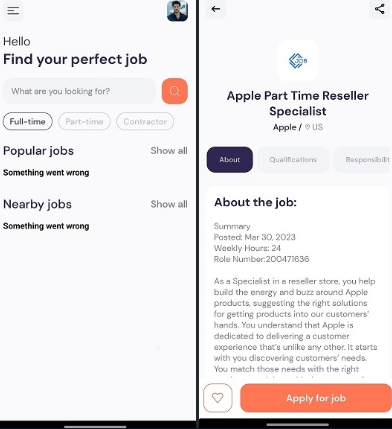 Hello
Find your perfect job
What are you looking for?
Full-time
Part-time
Contractor
Popular jobs
Show all
Something went wrong
Nearby jobs
Show all
Something went wrong
JOB
Apple Part Time Reseller
Specialist
Apple / US
About
Qualifications
Responsibilit
About the job:
Summary
Posted: Mar 30, 2023
Weekly Hours: 24
Role Number:200471636
As a Specialist in a reseller store, you help
build the energy and buzz around Apple
products, suggesting the right solutions
for getting products into our customers'
hands. You understand that Apple is
dedicated to delivering a customer
experience that's unlike any other. It starts
with you discovering customers' needs.
You match those needs with the right
Apply for job